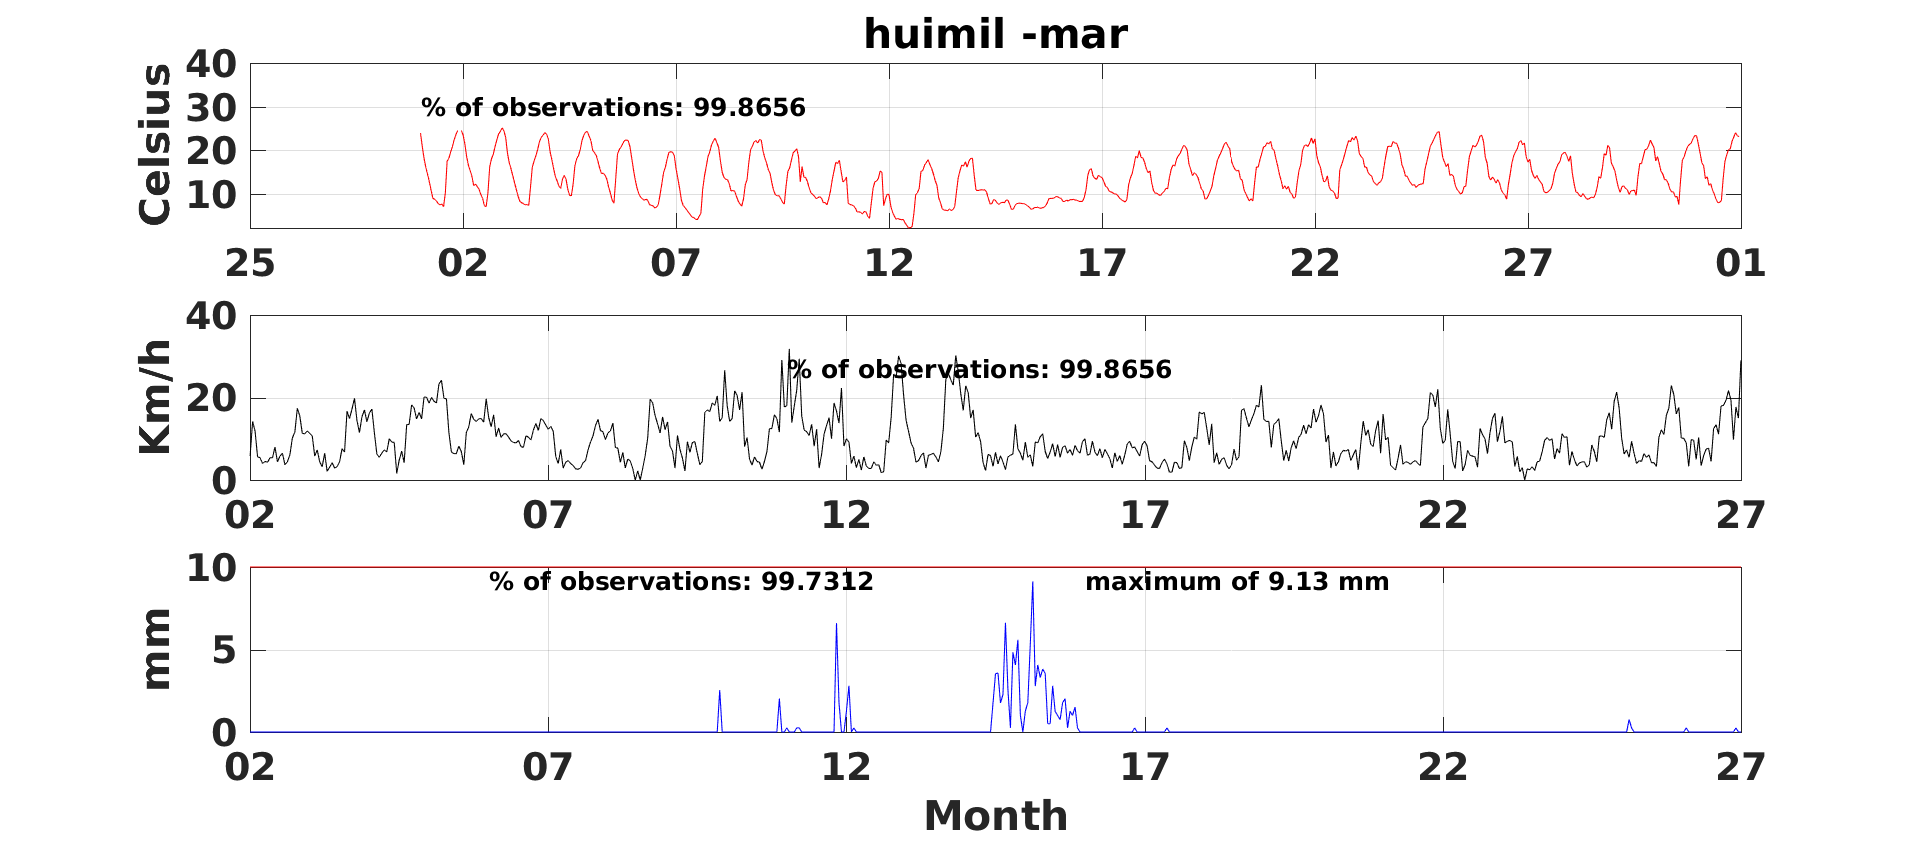 huimil -mar
Celsius
40
30
20
10
% of observations: 99.8656
25 02 07 12 17 22 27 01
Km/h
40
20
0
% of observations: 99.8656
02 07 12 17 22 27
mm
10
5
0
% of observations: 99.7312 maximum of 9.13 mm
02 07 12 17 22 27
Month